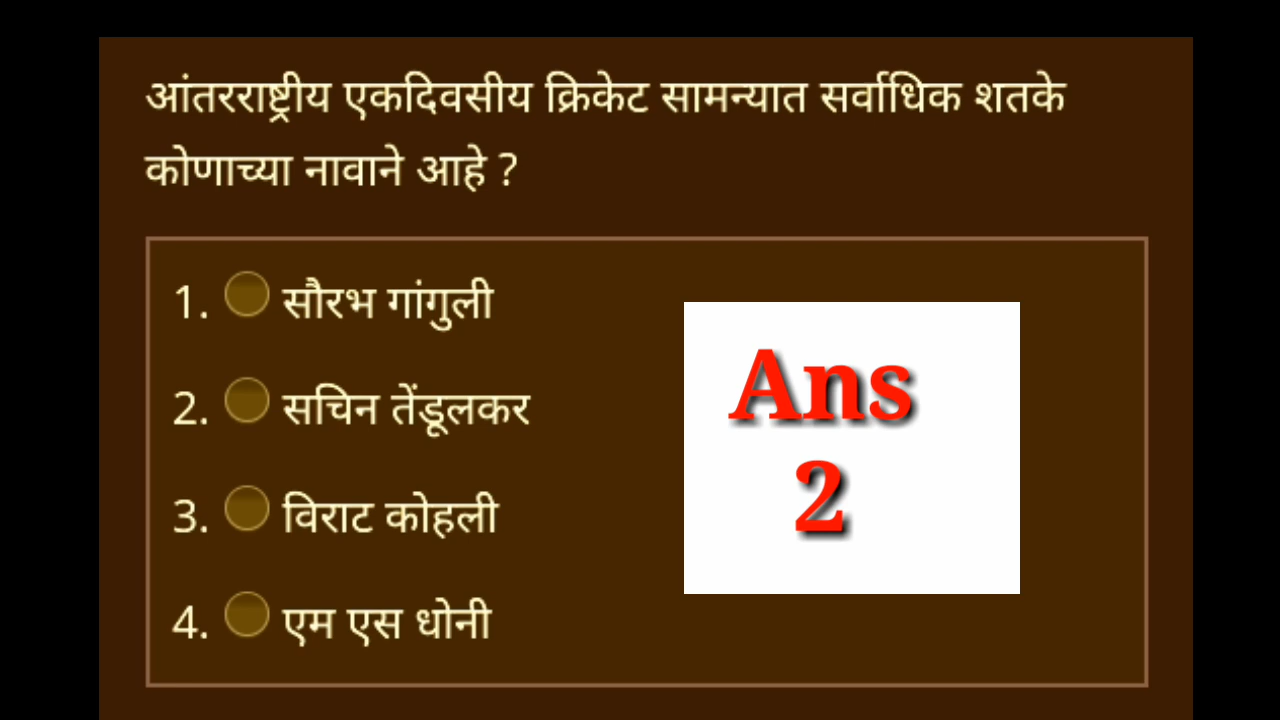 आंतरराष्ट्रीय एकदिवसीय क्रिकेट सामन्यात सर्वाधिक शतके
कोणाच्या नावाने आहे ?
1. सौरभ गांगुली
2. सचिन तेंडूलकर
3. विराट कोहली
4. एम एस धोनी
Ans
2